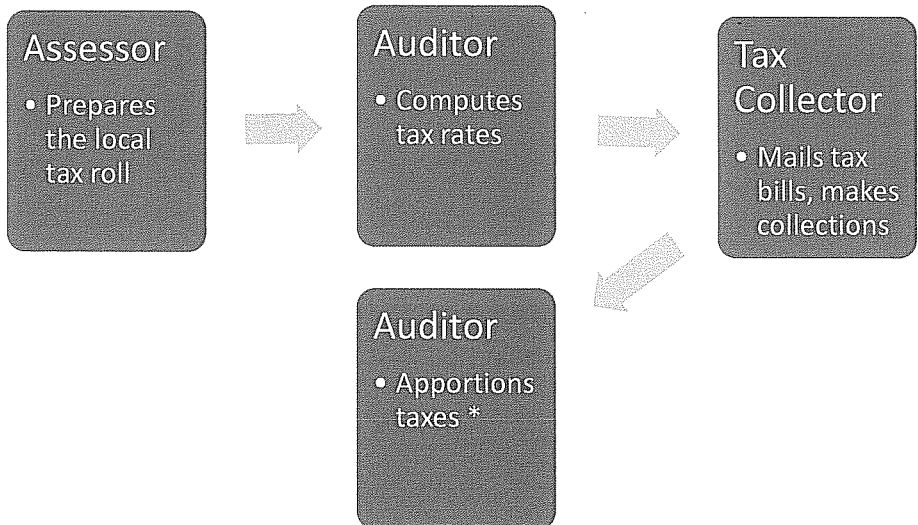 Assessor
• Prepares
the local
tax roll
Auditor
• Computes
tax rates
Tax
Collector
• Mails tax
bills, makes
collections
Auditor
• Apportions
taxes *